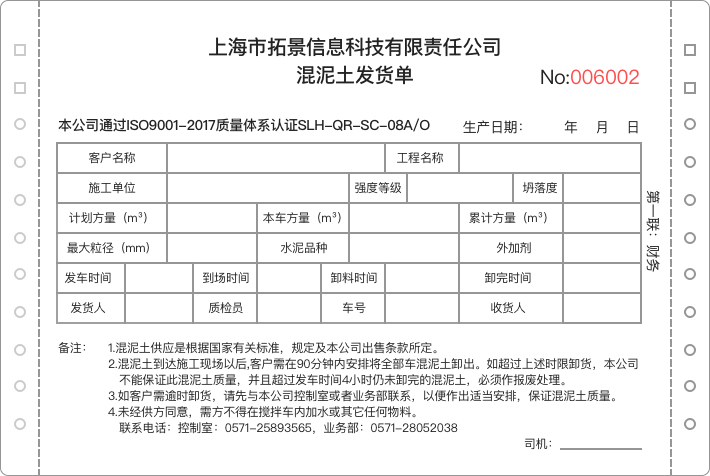 上海市拓景信息科技有限责任公司
混泥土发货单
No:006002
本公司通过ISO9001-2017质量体系认证SLH-QR-SC-08A/O 生产日期： 年 月 日
客户名称 工程名称
施工单位 强度等级 坍落度
计划方量（m³） 本车方量（m³） 累计方量（m³）
最大粒径（mm） 水泥品种 外加剂
发车时间 到场时间 卸料时间 卸完时间
发货人 质检员 车号 收货人
第一联：财务
备注： 1.混泥土供应是根据国家有关标准，规定及本公司出售条款所定。
2.混泥土到达施工现场以后,客户需在90分钟内安排将全部车混泥土卸出。如超过上述时限卸货，本公司
不能保证此混泥土质量，并且超过发车时间4小时仍未卸完的混泥土，必须作报废处理。
3.如客户需逾时卸货，请先与本公司控制室或者业务部联系，以便作出适当安排，保证混泥土质量。
4.未经供方同意，需方不得在搅拌车内加水或其它任何物料。
联系电话：控制室：0571-25893565，业务部：0571-28052038
司机：